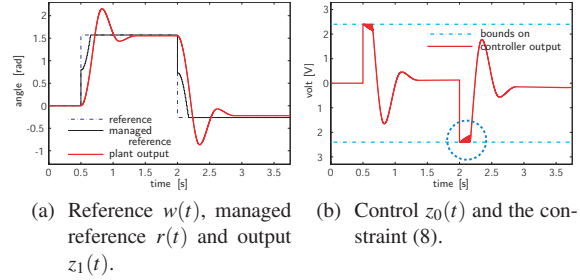 2
1.5
1
0.5
0
-0.5
-1
angle [rad]
reference
managed
reference
plant output
0 0.5 1 1.5 2 2.5 3 3.5
time [s]
3
2
1
0
1
2
3
volt [V]
bounds on
controller output
0 0.5 1 1.5 2 2.5 3 3.5
time [s]
(a) Reference w(t), managed
reference r(t) and output
z₁(t).
(b) Control z₀(t) and the con-
straint (8).